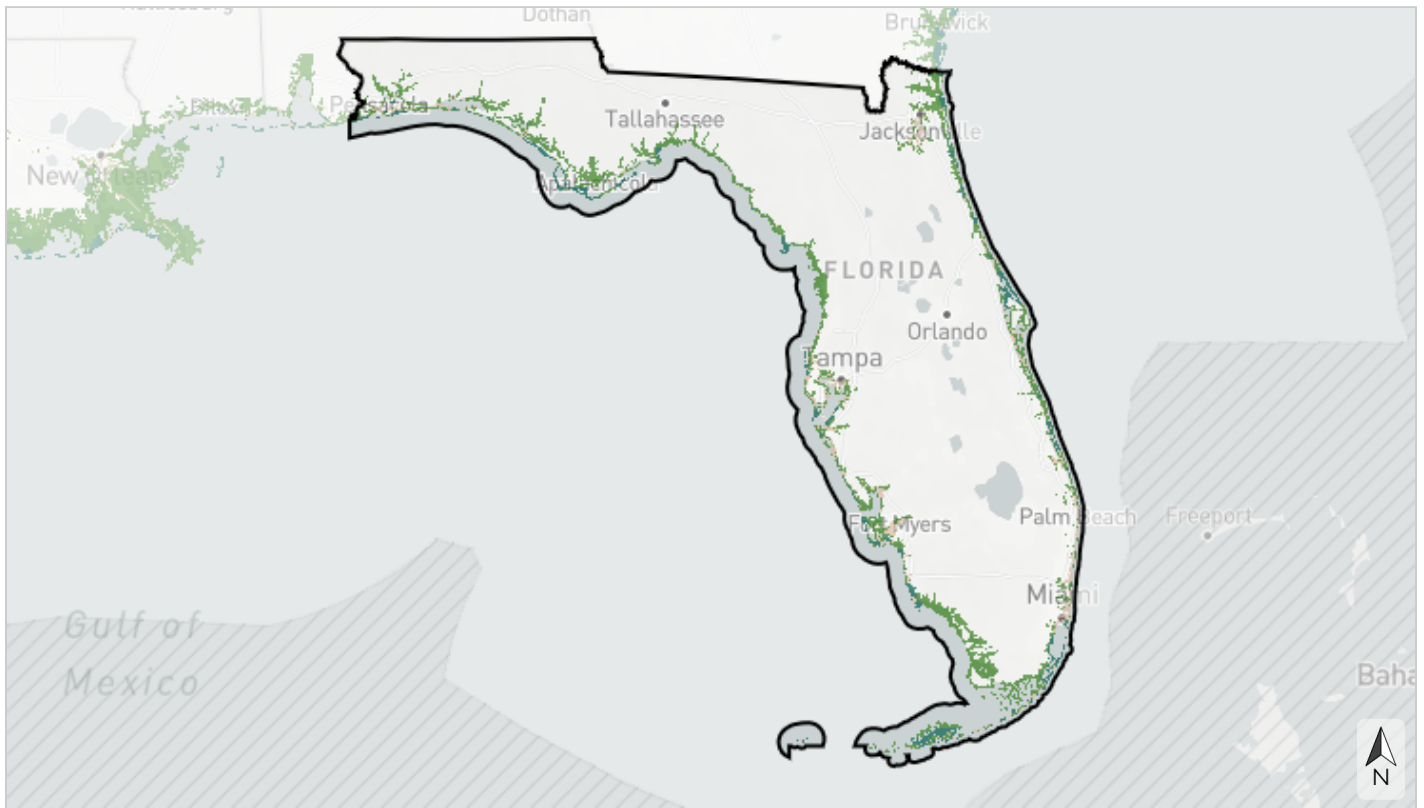 Dothan
Brunswick
Biloxi
Pensacola
Tallahassee
Jacksonville
New Orleans
Apalachicola
FLORIDA
Orlando
Tampa
Fort Myers
Palm Beach
Freeport
Miami
Gulf of
Mexico
Baha
N